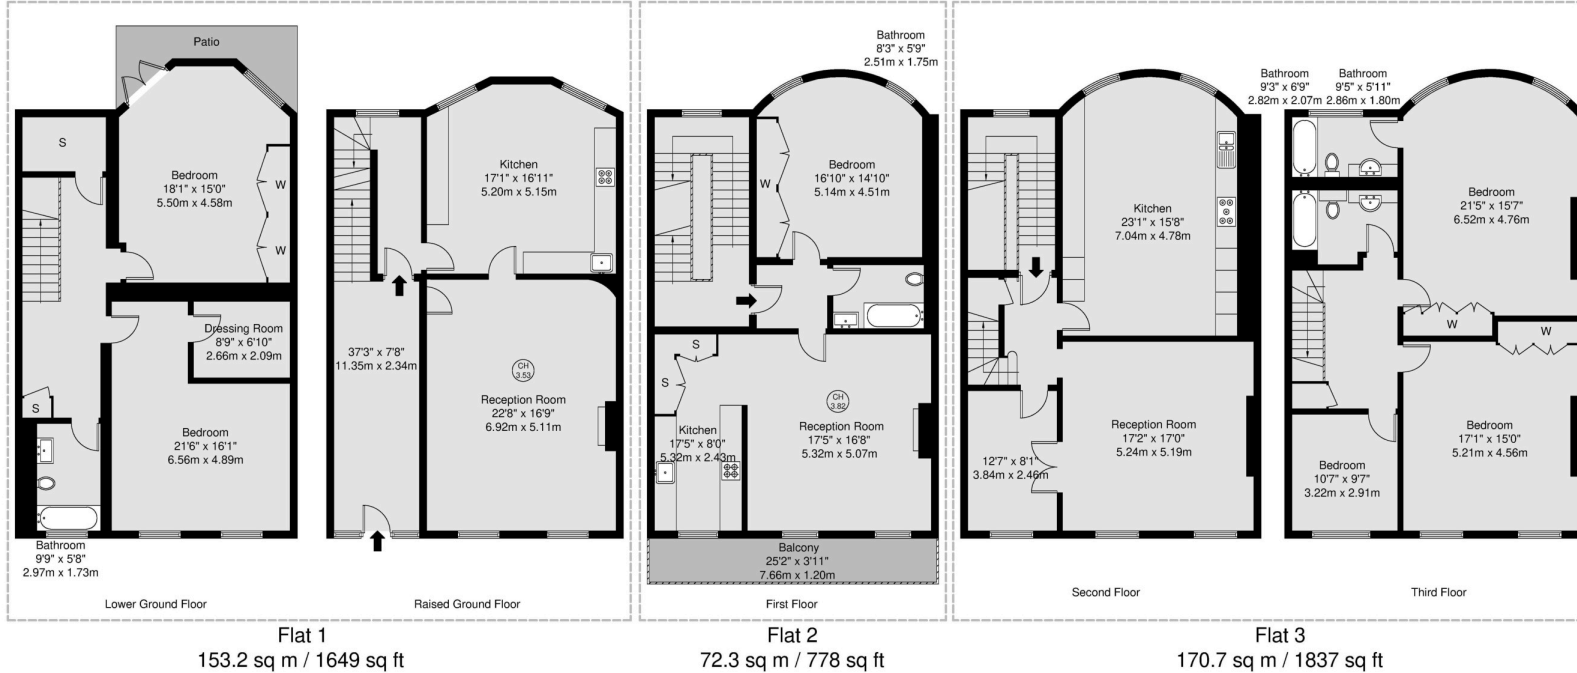 Patio
S
Bedroom
18'1" x 15'0"
5.50m x 4.58m
W
W
Dressing Room
8'9" x 6'10"
2.66m x 2.09m
S
Bedroom
21'6" x 16'1"
6.56m x 4.89m
Bathroom
9'9" x 5'8"
2.97m x 1.73m
Lower Ground Floor
Kitchen
17'1" x 16'11"
5.20m x 5.15m
37'3" x 7'8"
11.35m x 2.34m
CH
3.53
Reception Room
22'8" x 16'9"
6.92m x 5.11m
Raised Ground Floor
Flat 1
153.2 sq m / 1649 sq ft
Bathroom
8'3" x 5'9"
2.51m x 1.75m
W
Bedroom
16'10" x 14'10"
5.14m x 4.51m
S
S
Kitchen
17'5" x 8'0"
5.32m x 2.43m
CH
3.82
Reception Room
17'5" x 16'8"
5.32m x 5.07m
Balcony
25'2" x 3'11"
7.66m x 1.20m
First Floor
Flat 2
72.3 sq m / 778 sq ft
Kitchen
23'1" x 15'8"
7.04m x 4.78m
Reception Room
17'2" x 17'0"
5.24m x 5.19m
12'7" x 8'1"
3.84m x 2.46m
Second Floor
Bathroom
9'3" x 6'9"
2.82m x 2.07m
Bathroom
9'5" x 5'11"
2.86m x 1.80m
Bedroom
21'5" x 15'7"
6.52m x 4.76m
W
W
Bedroom
17'1" x 15'0"
5.21m x 4.56m
Bedroom
10'7" x 9'7"
3.22m x 2.91m
Third Floor
Flat 3
170.7 sq m / 1837 sq ft